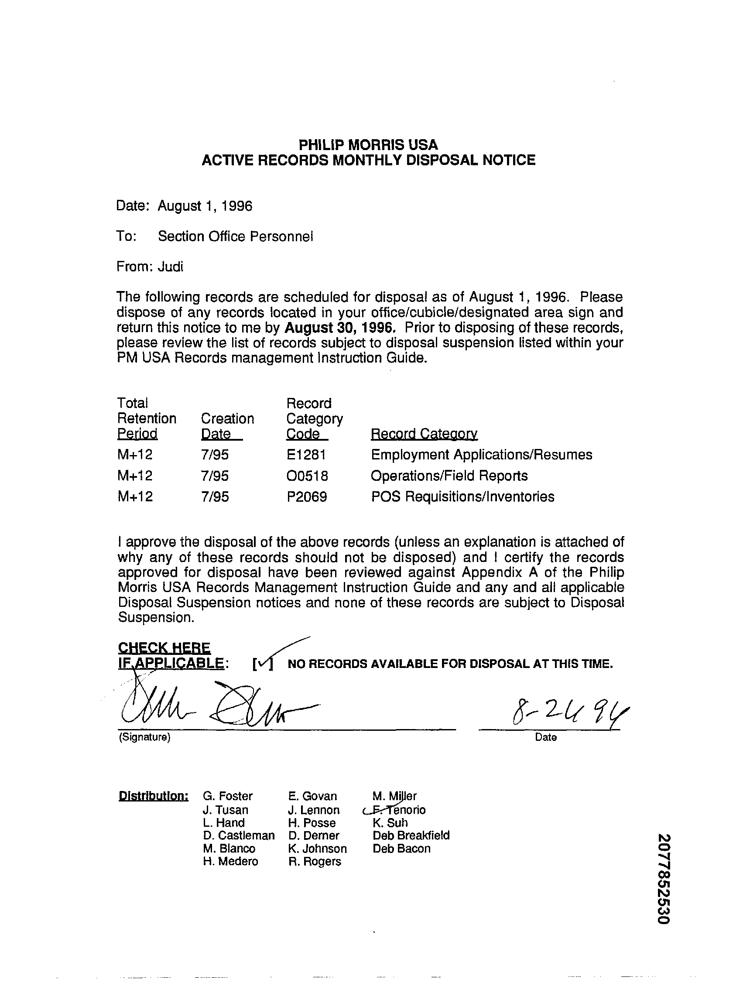 PHILIP MORRIS USA
ACTIVE RECORDS MONTHLY DISPOSAL NOTICE
Date: August 1, 1996
To: Section Office Personnel
From: Judi
The following records are scheduled for disposal as of August 1, 1996. Please
dispose of any records located in your office/cubicle/designated area sign and
return this notice to me by August 30, 1996. Prior to disposing of these records,
please review the list of records subject to disposal suspension listed within your
PM USA Records management Instruction Guide.
Total Record
Retention Creation Category
Period Date Code Record Category
M+12 7/95 E1281 Employment Applications/Resumes
M+12 7/95 O0518 Operations/Field Reports
M+12 7/95 P2069 POS Requisitions/Inventories
I approve the disposal of the above records (unless an explanation is attached of
why any of these records should not be disposed) and I certify the records
approved for disposal have been reviewed against Appendix A of the Philip
Morris USA Records Management Instruction Guide and any and all applicable
Disposal Suspension notices and none of these records are subject to Disposal
Suspension.
CHECK HERE
IF APPLICABLE: [✓] NO RECORDS AVAILABLE FOR DISPOSAL AT THIS TIME.
(Signature) Date
Distribution: G. Foster E. Govan M. Miller
J. Tusan J. Lennon E. Tenorio
L. Hand H. Posse K. Suh
D. Castleman D. Derner Deb Breakfield
M. Blanco K. Johnson Deb Bacon
H. Medero R. Rogers
2077852530